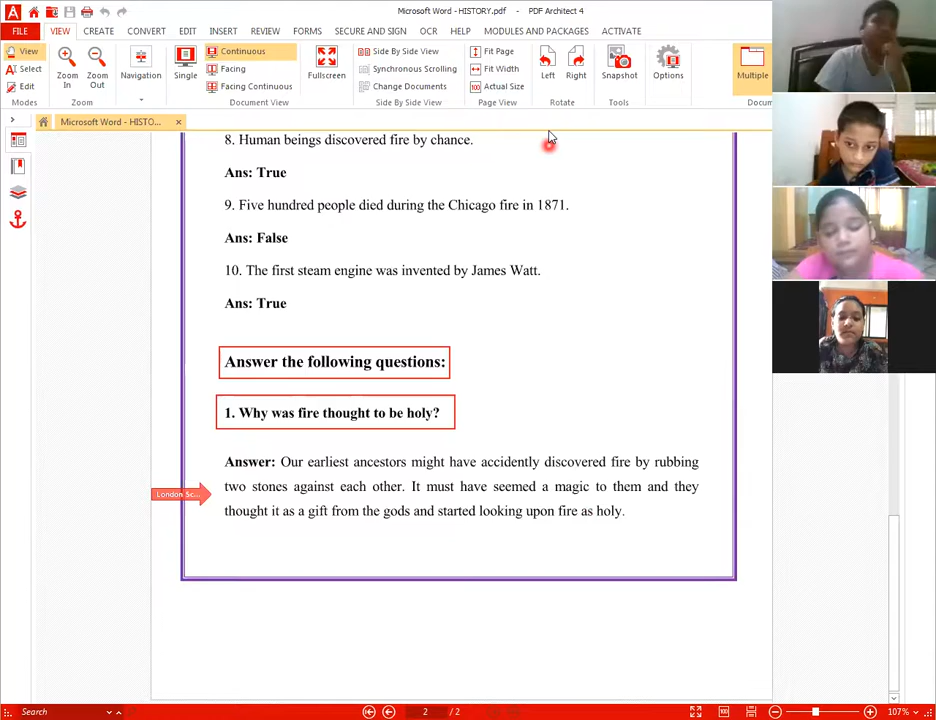 Microsoft Word - HISTORY.pdf - PDF Architect 4
FILE VIEW CREATE CONVERT EDIT INSERT REVIEW FORMS SECURE AND SIGN OCR HELP MODULES AND PACKAGES ACTIVATE
View
Select
Edit
Modes
Zoom In
Zoom Out
Zoom
Navigation
Single
Continuous
Facing
Facing Continuous
Document View
Fullscreen
Side By Side View
Synchronous Scrolling
Change Documents
Side By Side View
Fit Page
Fit Width
100 Actual Size
Page View
Left
Right
Rotate
Snapshot
Tools
Options
Multiple
Docum
Microsoft Word - HISTO... ×
8. Human beings discovered fire by chance.
Ans: True
9. Five hundred people died during the Chicago fire in 1871.
Ans: False
10. The first steam engine was invented by James Watt.
Ans: True
Answer the following questions:
1. Why was fire thought to be holy?
Answer: Our earliest ancestors might have accidently discovered fire by rubbing
two stones against each other. It must have seemed a magic to them and they
London Sc...
thought it as a gift from the gods and started looking upon fire as holy.
Search
2 / 2
100
107%